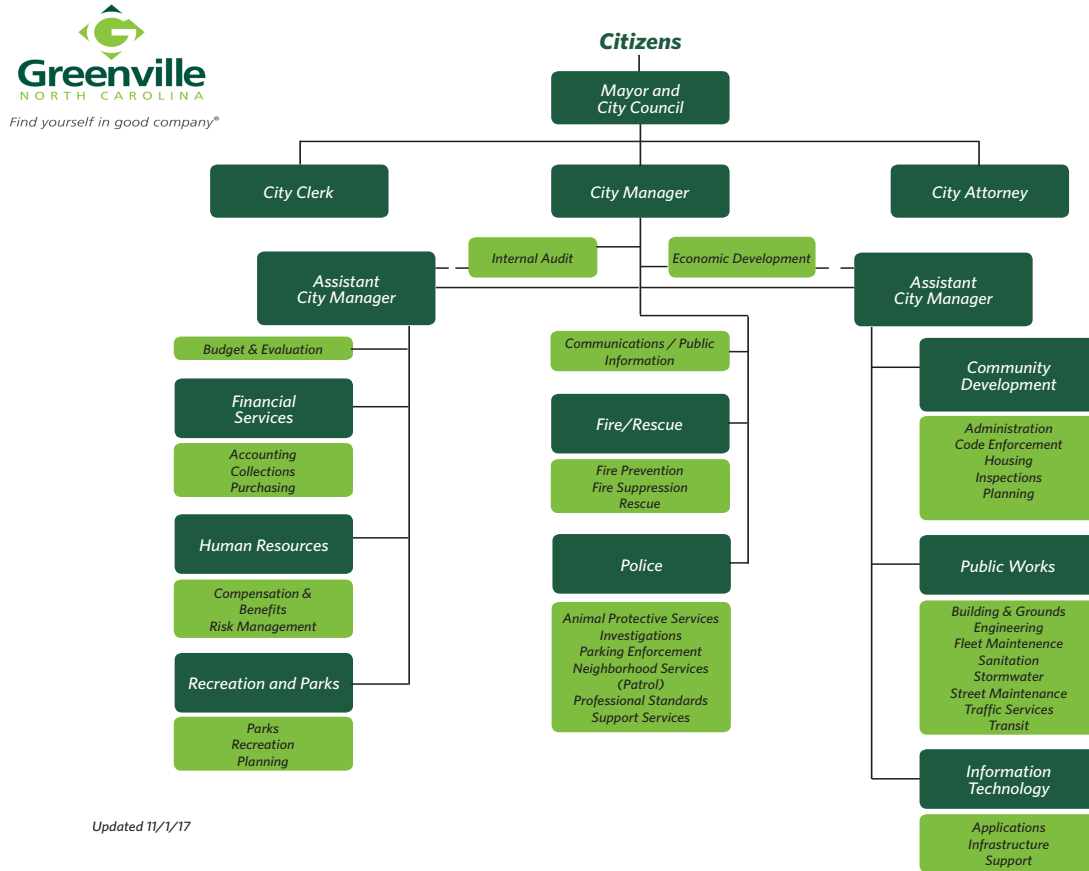 Greenville
NORTH CAROLINA
Find yourself in good company®
Citizens
Mayor and
City Council
City Clerk
City Manager
City Attorney
Internal Audit
Economic Development
Assistant
City Manager
Assistant
City Manager
Budget & Evaluation
Financial
Services
Accounting
Collections
Purchasing
Human Resources
Compensation &
Benefits
Risk Management
Recreation and Parks
Parks
Recreation
Planning
Communications / Public
Information
Fire/Rescue
Fire Prevention
Fire Suppression
Rescue
Police
Animal Protective Services
Investigations
Parking Enforcement
Neighborhood Services
(Patrol)
Professional Standards
Support Services
Community
Development
Administration
Code Enforcement
Housing
Inspections
Planning
Public Works
Building & Grounds
Engineering
Fleet Maintenence
Sanitation
Stormwater
Street Maintenance
Traffic Services
Transit
Information
Technology
Applications
Infrastructure
Support
Updated 11/1/17